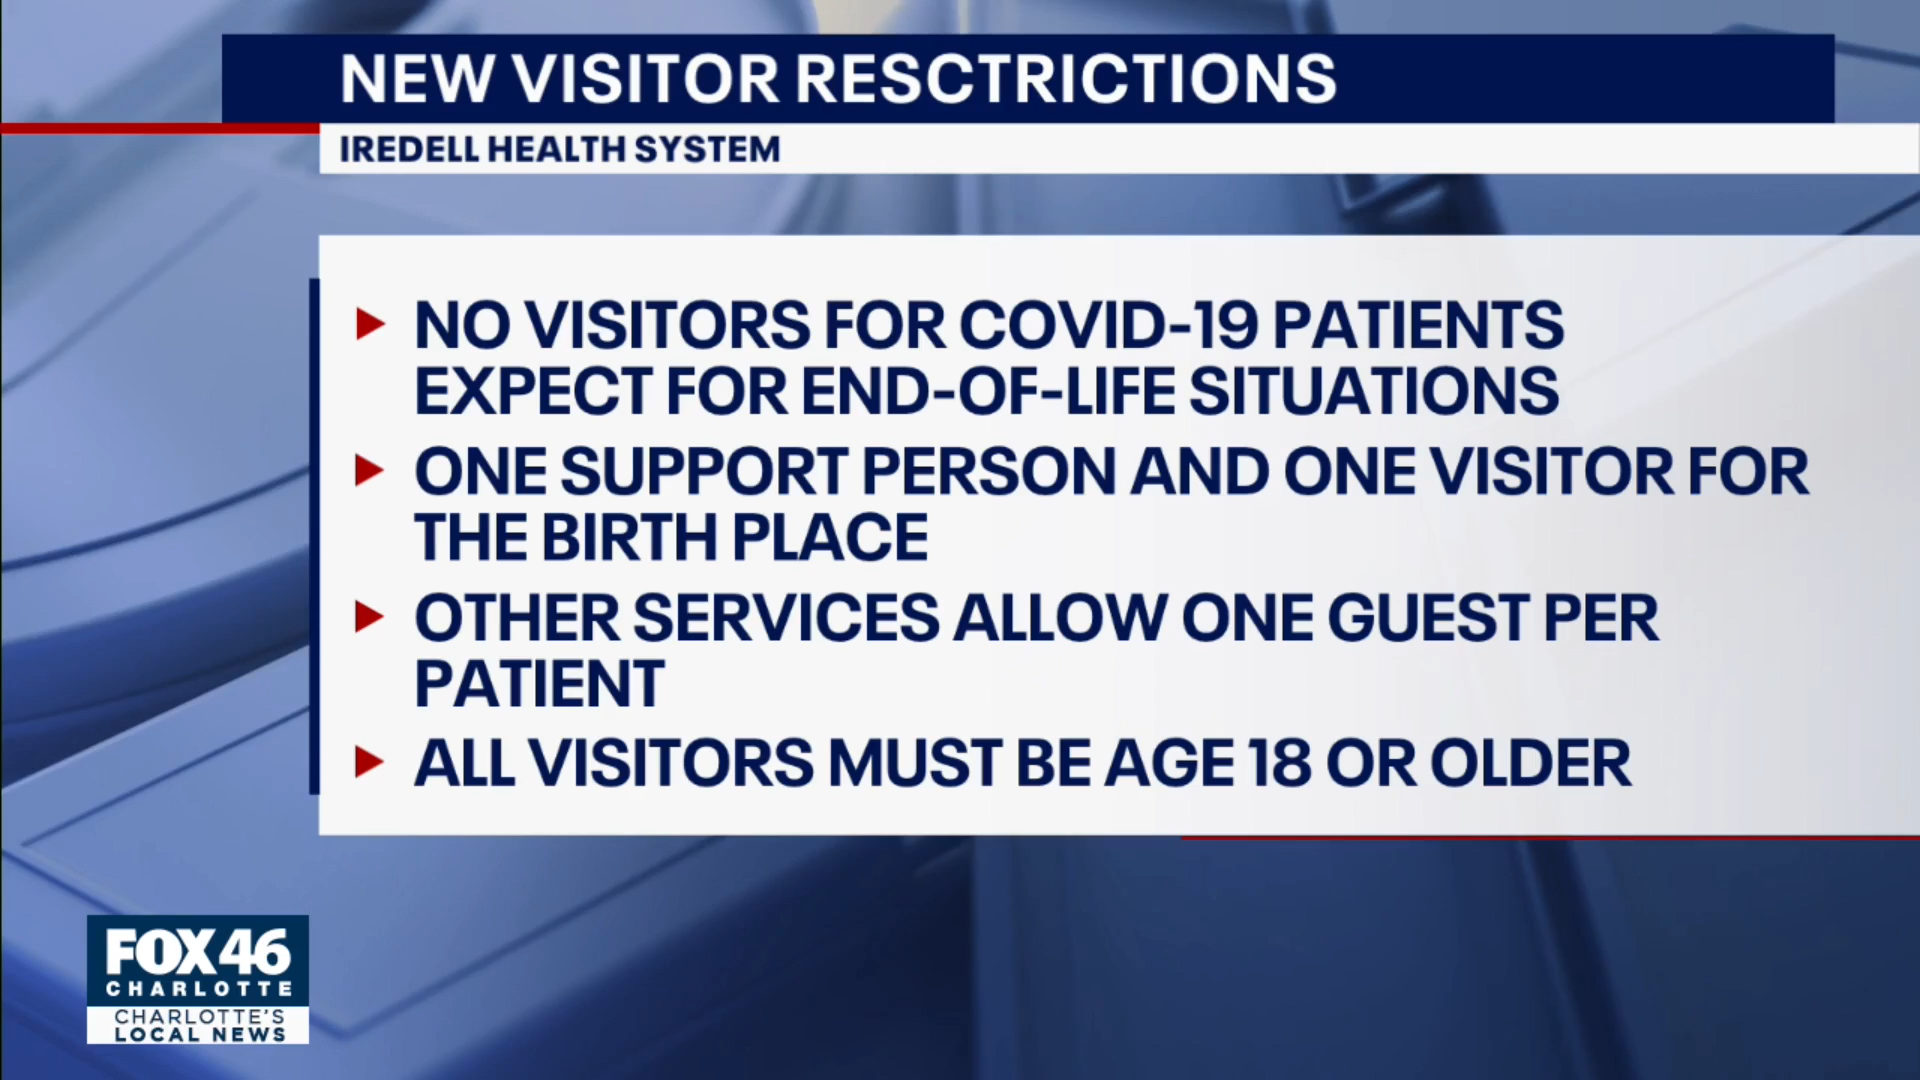 NEW VISITOR RESCTRICTIONS
IREDELL HEALTH SYSTEM
NO VISITORS FOR COVID-19 PATIENTS
EXPECT FOR END-OF-LIFE SITUATIONS
ONE SUPPORT PERSON AND ONE VISITOR FOR
THE BIRTH PLACE
OTHER SERVICES ALLOW ONE GUEST PER
PATIENT
ALL VISITORS MUST BE AGE 18 OR OLDER
FOX 46
CHARLOTTE
CHARLOTTE'S
LOCAL NEWS